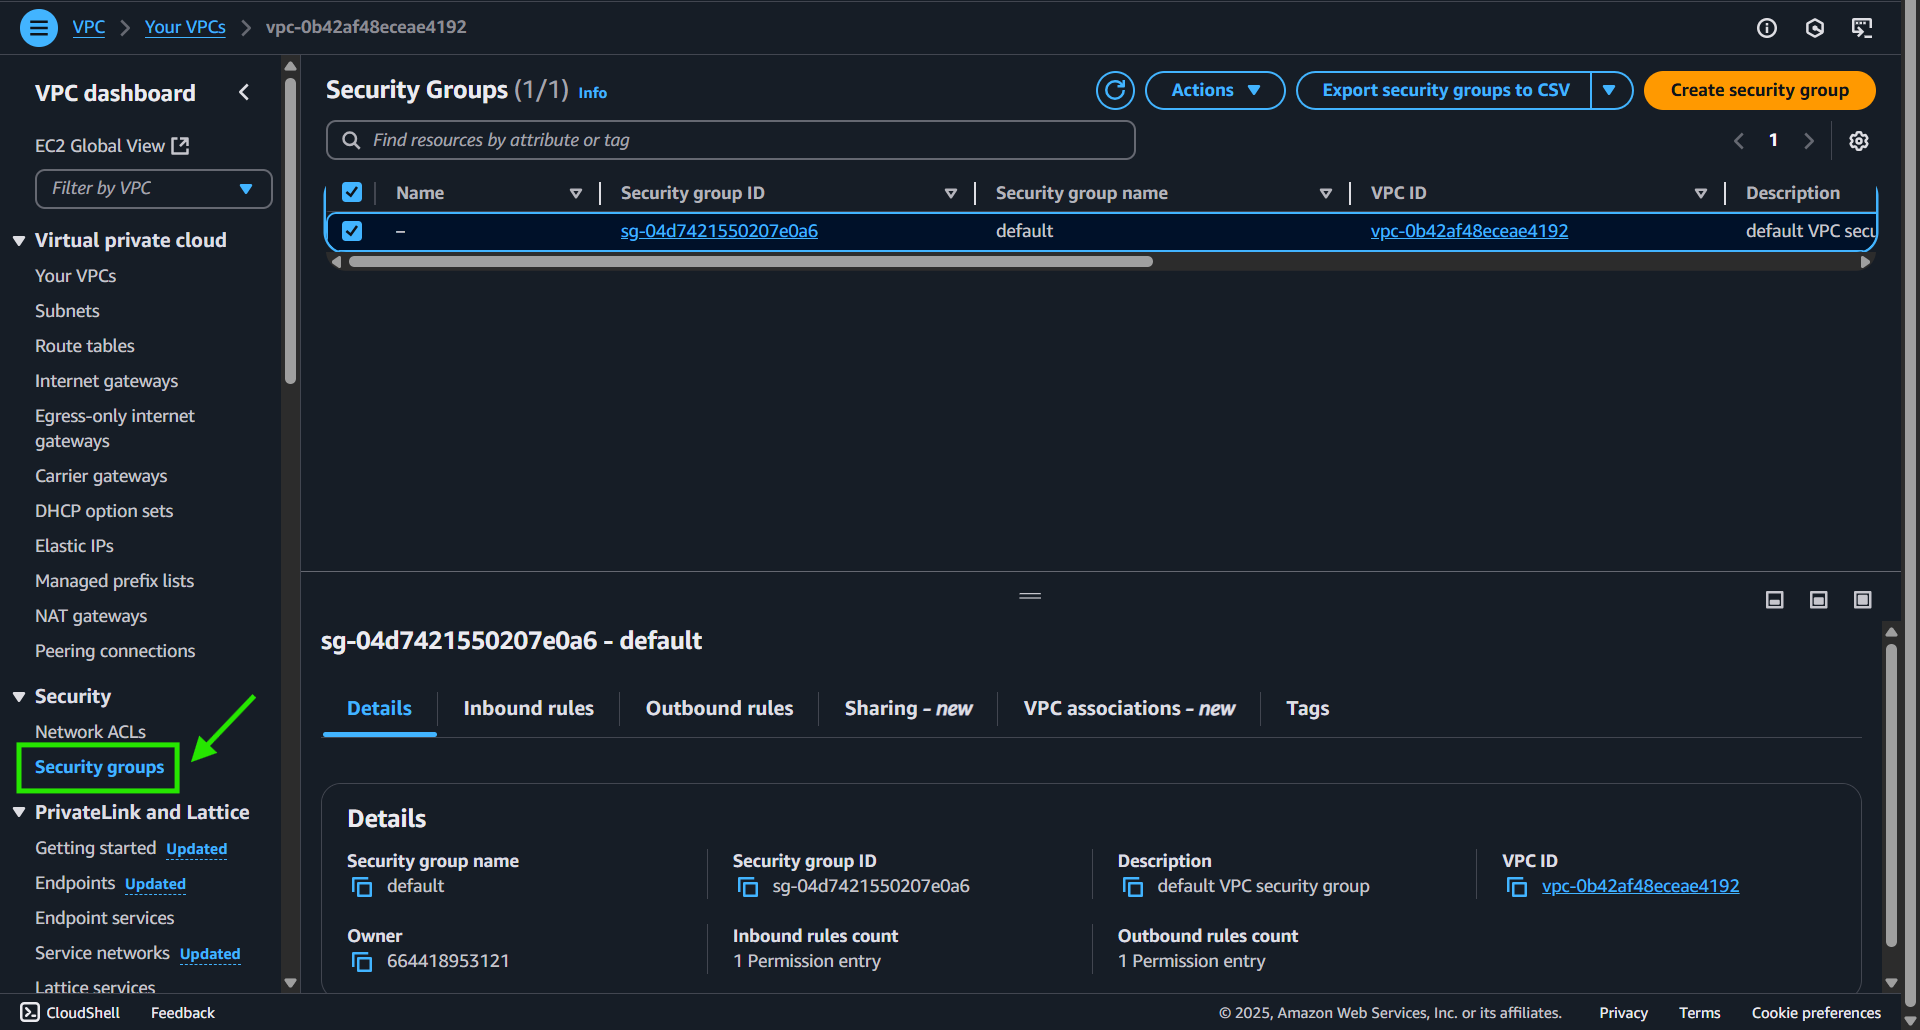 VPC > Your VPCs > vpc-0b42af48eceae4192
VPC dashboard
EC2 Global View
Filter by VPC
Virtual private cloud
Your VPCs
Subnets
Route tables
Internet gateways
Egress-only internet
gateways
Carrier gateways
DHCP option sets
Elastic IPs
Managed prefix lists
NAT gateways
Peering connections
Security
Network ACLs
Security groups
PrivateLink and Lattice
Getting started Updated
Endpoints Updated
Endpoint services
Service networks Updated
Lattice services
Security Groups (1/1) Info
Actions
Export security groups to CSV
Create security group
Find resources by attribute or tag
1
Name Security group ID Security group name VPC ID Description
– sg-04d7421550207e0a6 default vpc-0b42af48eceae4192 default VPC secu
sg-04d7421550207e0a6 - default
Details Inbound rules Outbound rules Sharing - new VPC associations - new Tags
Details
Security group name Security group ID Description VPC ID
default sg-04d7421550207e0a6 default VPC security group vpc-0b42af48eceae4192
Owner Inbound rules count Outbound rules count
664418953121 1 Permission entry 1 Permission entry
CloudShell Feedback © 2025, Amazon Web Services, Inc. or its affiliates. Privacy Terms Cookie preferences